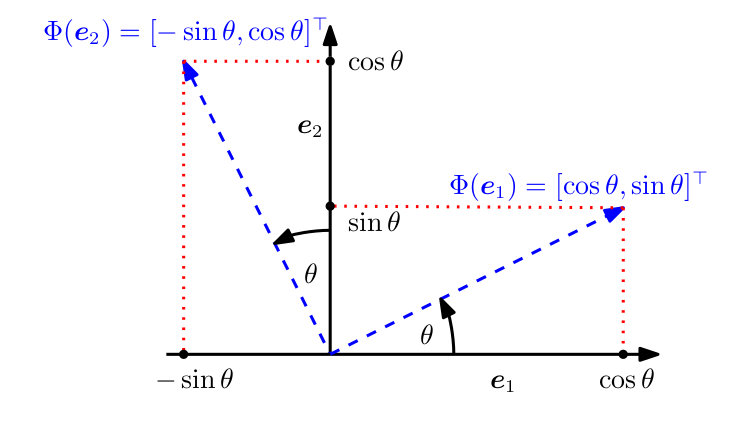 Φ(e₂) = [− sin θ, cos θ]⊤
cos θ
e₂
Φ(e₁) = [cos θ, sin θ]⊤
sin θ
θ
θ
− sin θ
e₁
cos θ